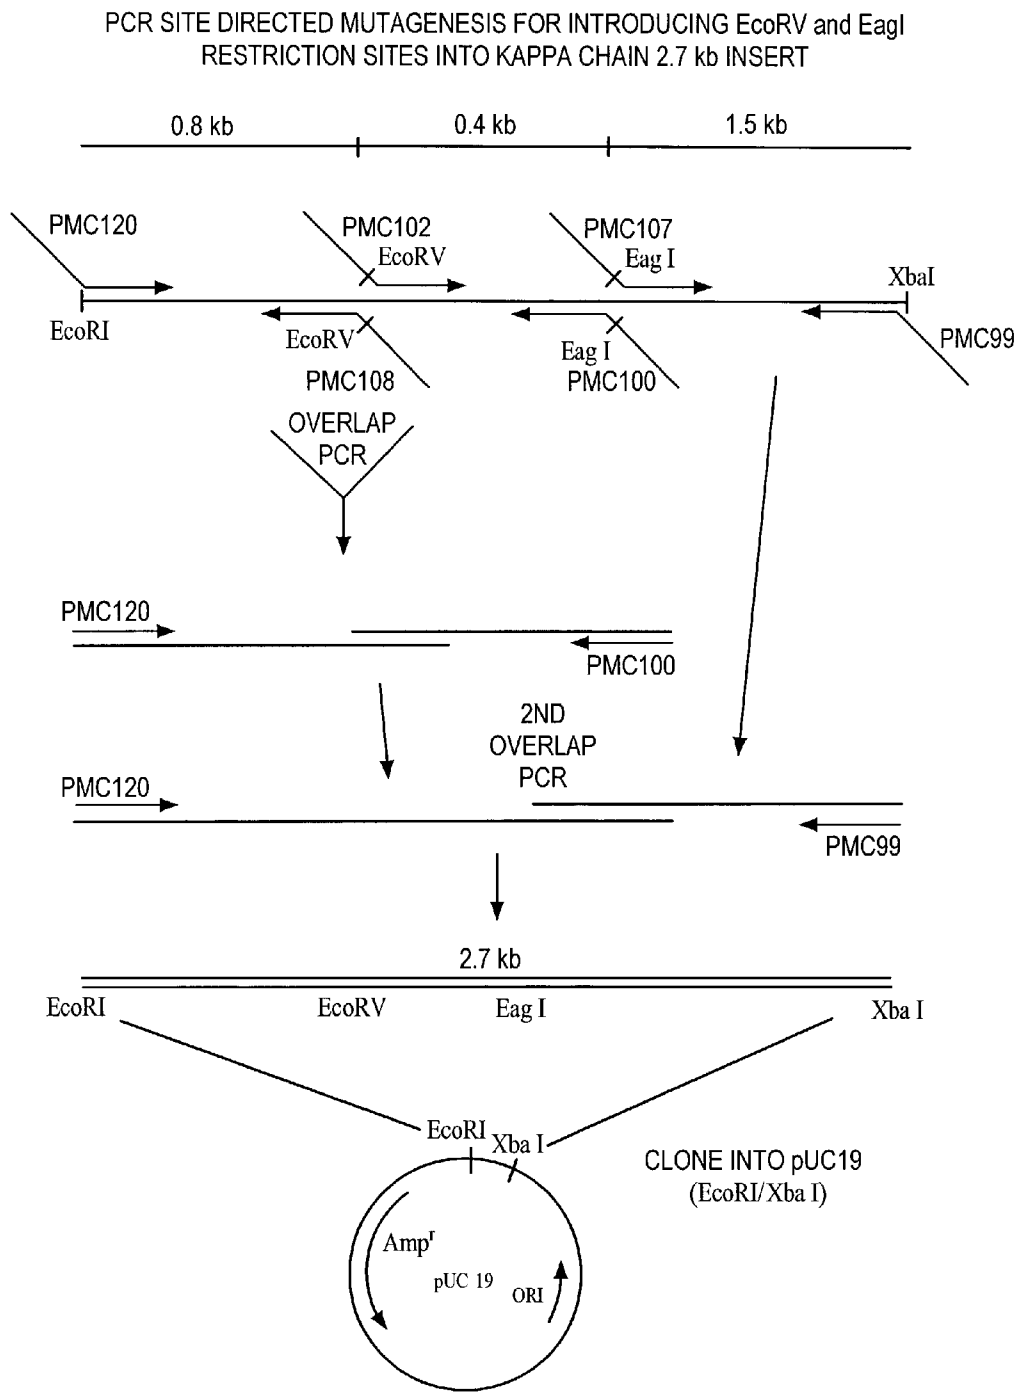 PCR SITE DIRECTED MUTAGENESIS FOR INTRODUCING EcoRV and EagI
RESTRICTION SITES INTO KAPPA CHAIN 2.7 kb INSERT
0.8 kb 0.4 kb 1.5 kb
PMC120 PMC102 PMC107
EcoRV Eag I XbaI
EcoRI EcoRV Eag I PMC99
PMC108 PMC100
OVERLAP
PCR
PMC120
PMC100
2ND
OVERLAP
PCR
PMC120
PMC99
2.7 kb
EcoRI EcoRV Eag I Xba I
EcoRI Xba I
CLONE INTO pUC19
(EcoRI/Xba I)
Ampʳ
pUC 19
ORI